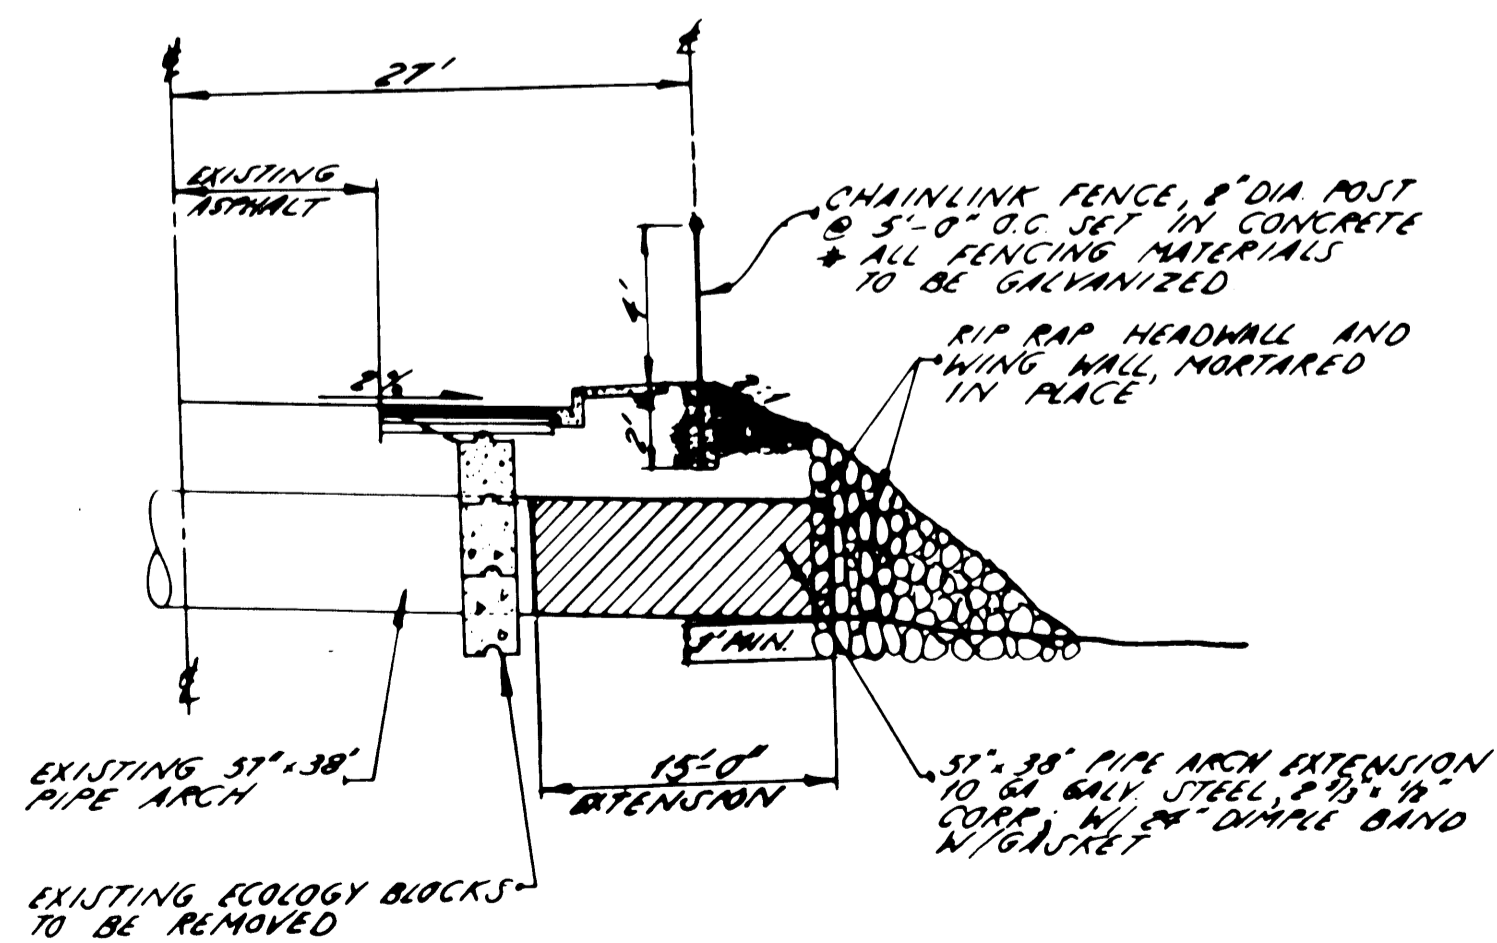 27'
EXISTING
ASPHALT
CHAINLINK FENCE, 2" DIA. POST
@ 5'-0" O.C. SET IN CONCRETE
* ALL FENCING MATERIALS
TO BE GALVANIZED
4'
RIP RAP HEADWALL AND
WING WALL, MORTARED
IN PLACE
2%
2'
2:1
1' MIN.
EXISTING 57" x 38"
PIPE ARCH
15'-0"
EXTENSION
57" x 38" PIPE ARCH EXTENSION
10 GA GALV. STEEL, 2 2/3" x 1/2"
CORR; W/ 24" DIMPLE BAND
W/GASKET
EXISTING ECOLOGY BLOCKS
TO BE REMOVED